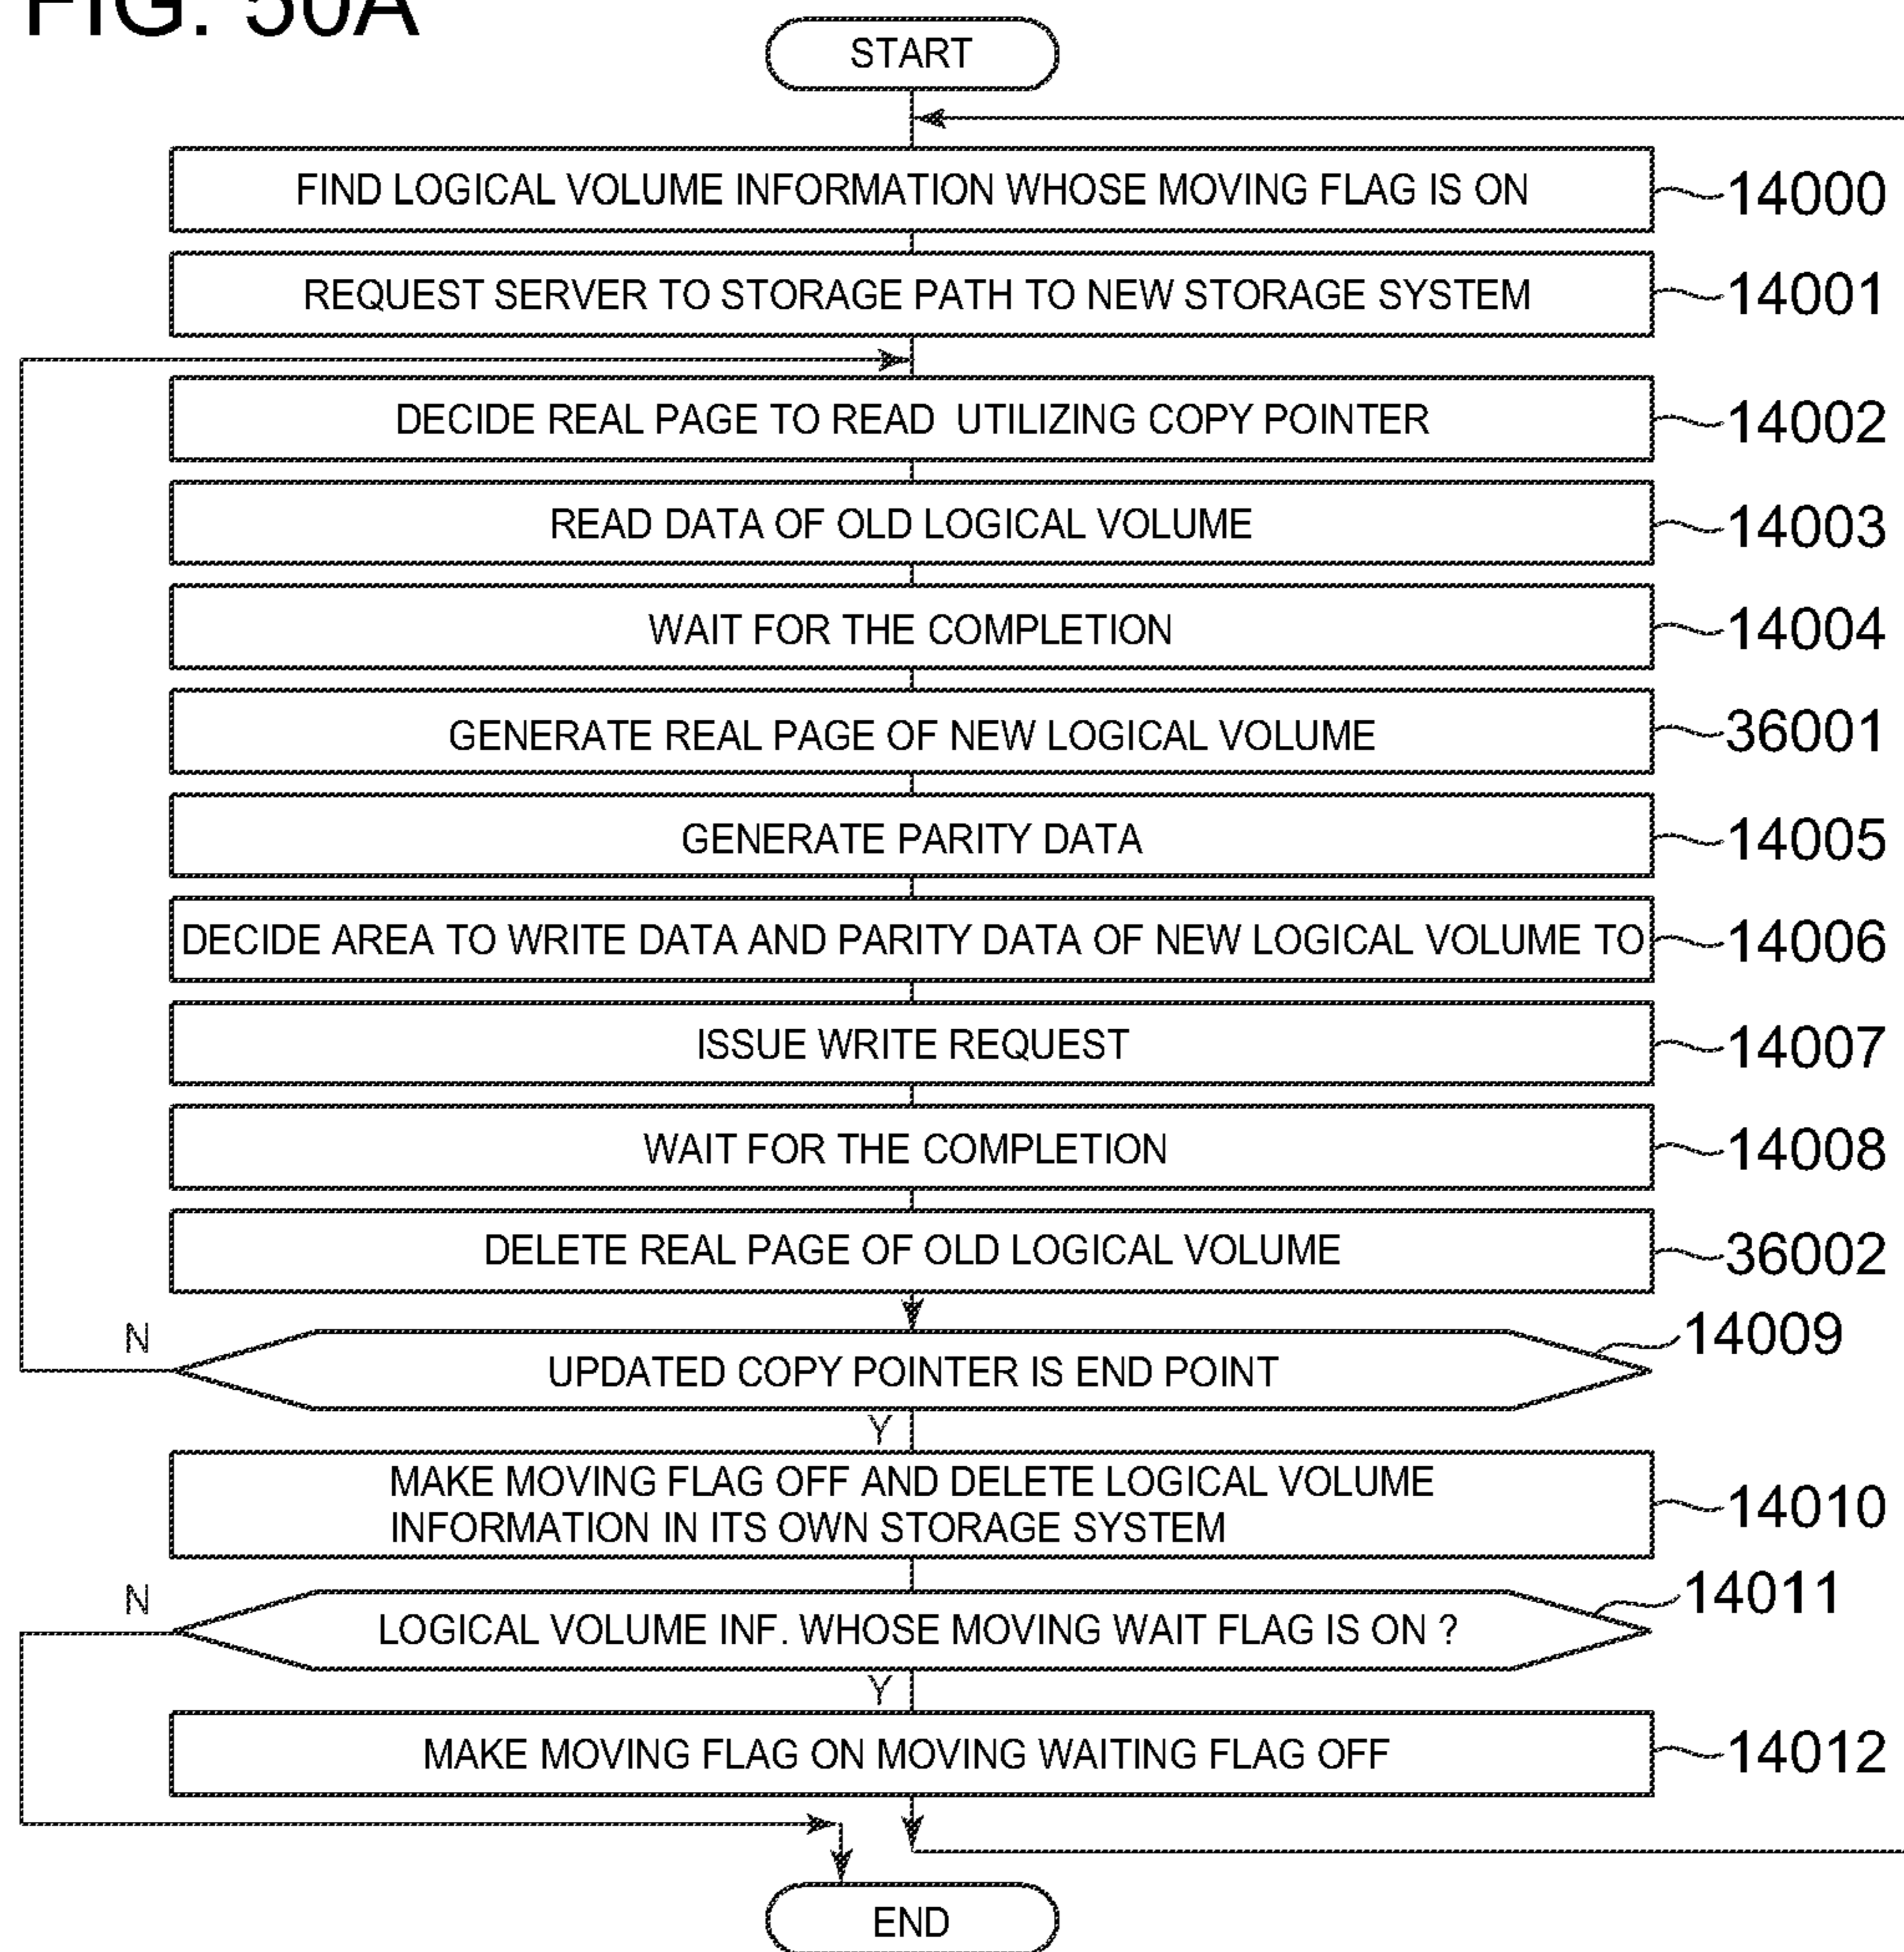 FIG. 50A
START
FIND LOGICAL VOLUME INFORMATION WHOSE MOVING FLAG IS ON
14000
REQUEST SERVER TO STORAGE PATH TO NEW STORAGE SYSTEM
14001
DECIDE REAL PAGE TO READ UTILIZING COPY POINTER
14002
READ DATA OF OLD LOGICAL VOLUME
14003
WAIT FOR THE COMPLETION
14004
GENERATE REAL PAGE OF NEW LOGICAL VOLUME
36001
GENERATE PARITY DATA
14005
DECIDE AREA TO WRITE DATA AND PARITY DATA OF NEW LOGICAL VOLUME TO
14006
ISSUE WRITE REQUEST
14007
WAIT FOR THE COMPLETION
14008
DELETE REAL PAGE OF OLD LOGICAL VOLUME
36002
N
UPDATED COPY POINTER IS END POINT
14009
Y
MAKE MOVING FLAG OFF AND DELETE LOGICAL VOLUME
INFORMATION IN ITS OWN STORAGE SYSTEM
14010
N
LOGICAL VOLUME INF. WHOSE MOVING WAIT FLAG IS ON ?
14011
Y
MAKE MOVING FLAG ON MOVING WAITING FLAG OFF
14012
END